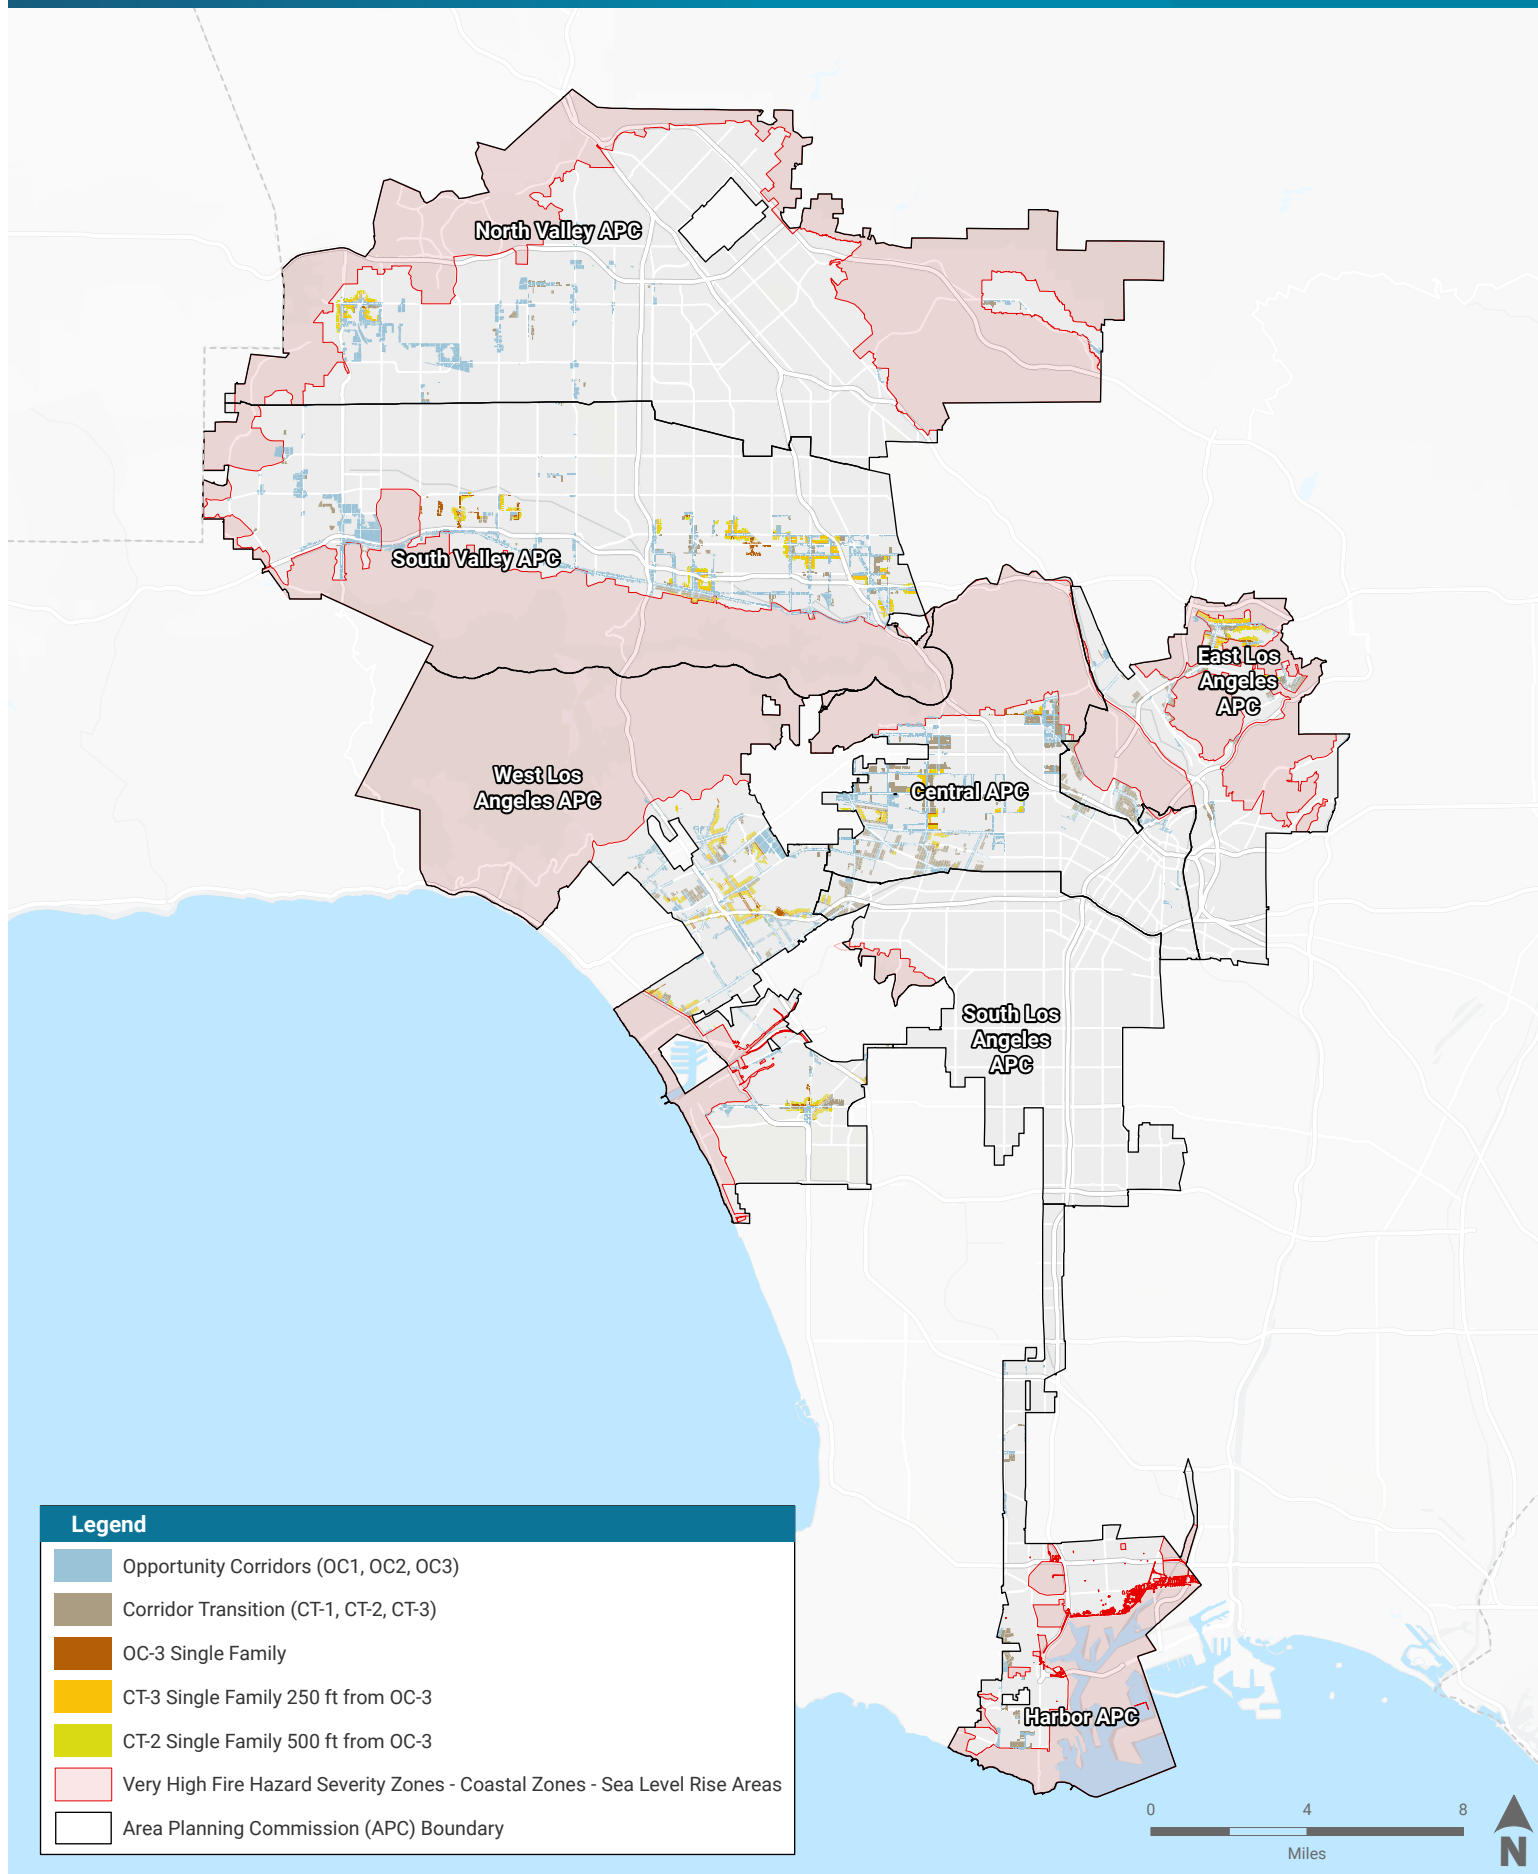 North Valley APC
South Valley APC
East Los
Angeles
APC
West Los
Angeles APC
Central APC
South Los
Angeles
APC
Harbor APC
Legend
Opportunity Corridors (OC1, OC2, OC3)
Corridor Transition (CT-1, CT-2, CT-3)
OC-3 Single Family
CT-3 Single Family 250 ft from OC-3
CT-2 Single Family 500 ft from OC-3
Very High Fire Hazard Severity Zones - Coastal Zones - Sea Level Rise Areas
Area Planning Commission (APC) Boundary
0 4 8
Miles
N